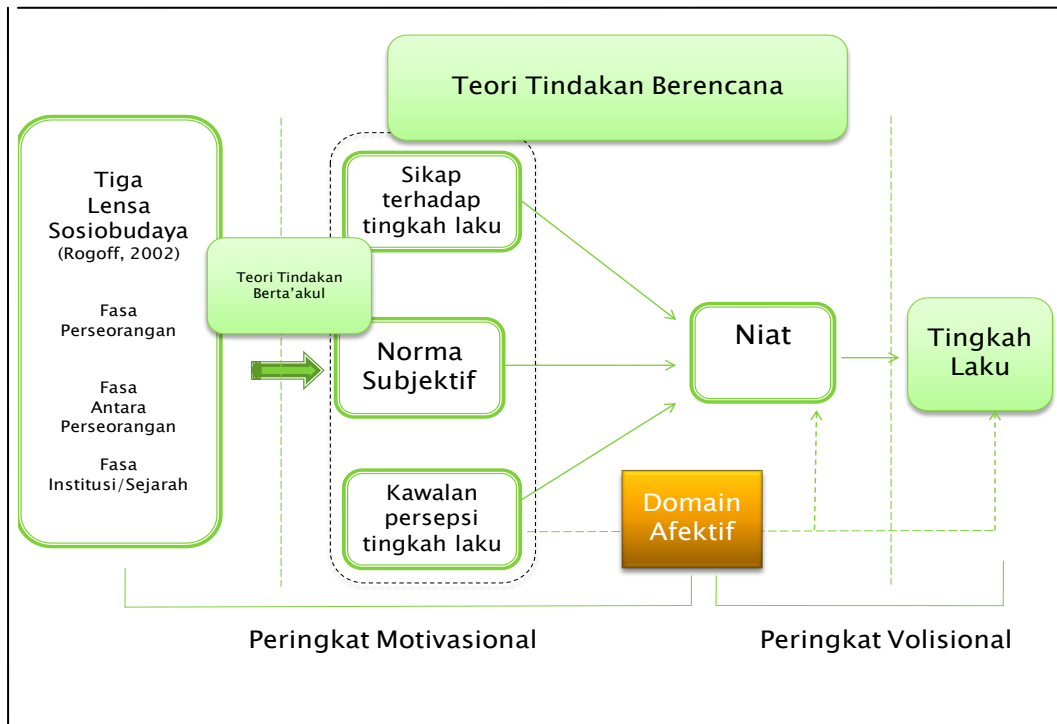 Teori Tindakan Berencana
Tiga
Lensa
Sosiobudaya
(Rogoff, 2002)
Fasa
Perseorangan
Fasa
Antara
Perseorangan
Fasa
Institusi/Sejarah
Teori Tindakan
Berta'akul
Sikap
terhadap
tingkah laku
Norma
Subjektif
Kawalan
persepsi
tingkah laku
Niat
Tingkah
Laku
Domain
Afektif
Peringkat Motivasional
Peringkat Volisional